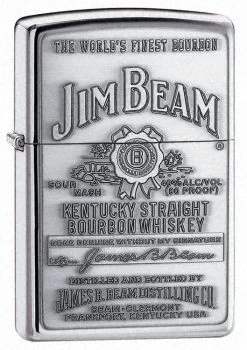 THE WORLD'S FINEST BOURBON
JIM BEAM
®
B
SOUR MASH
40% ALC/VOL (80 PROOF)
KENTUCKY STRAIGHT
BOURBON WHISKEY
NONE GENUINE WITHOUT MY SIGNATURE
James B. Beam
DISTILLED AND BOTTLED BY
JAMES B. BEAM DISTILLING CO.
BEAM-CLERMONT
FRANKFORT, KENTUCKY USA